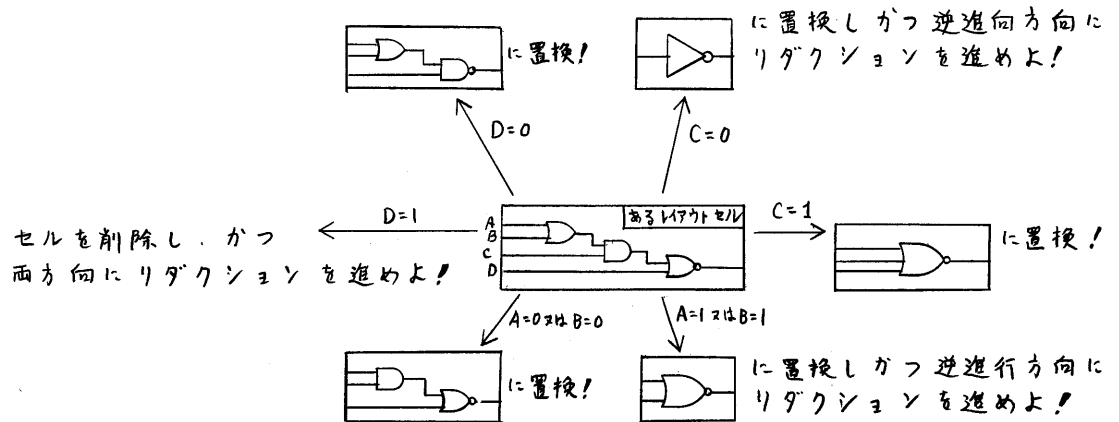 に置換!
に置換しかつ逆進向方向に
リダクションを進めよ!
D=0
C=0
D=1
あるレイアウトセル
C=1
A
B
C
D
セルを削除し、かつ
両方向にリダクションを進めよ!
に置換!
A=0又はB=0
A=1又はB=1
に置換!
に置換しかつ逆進行方向に
リダクションを進めよ!